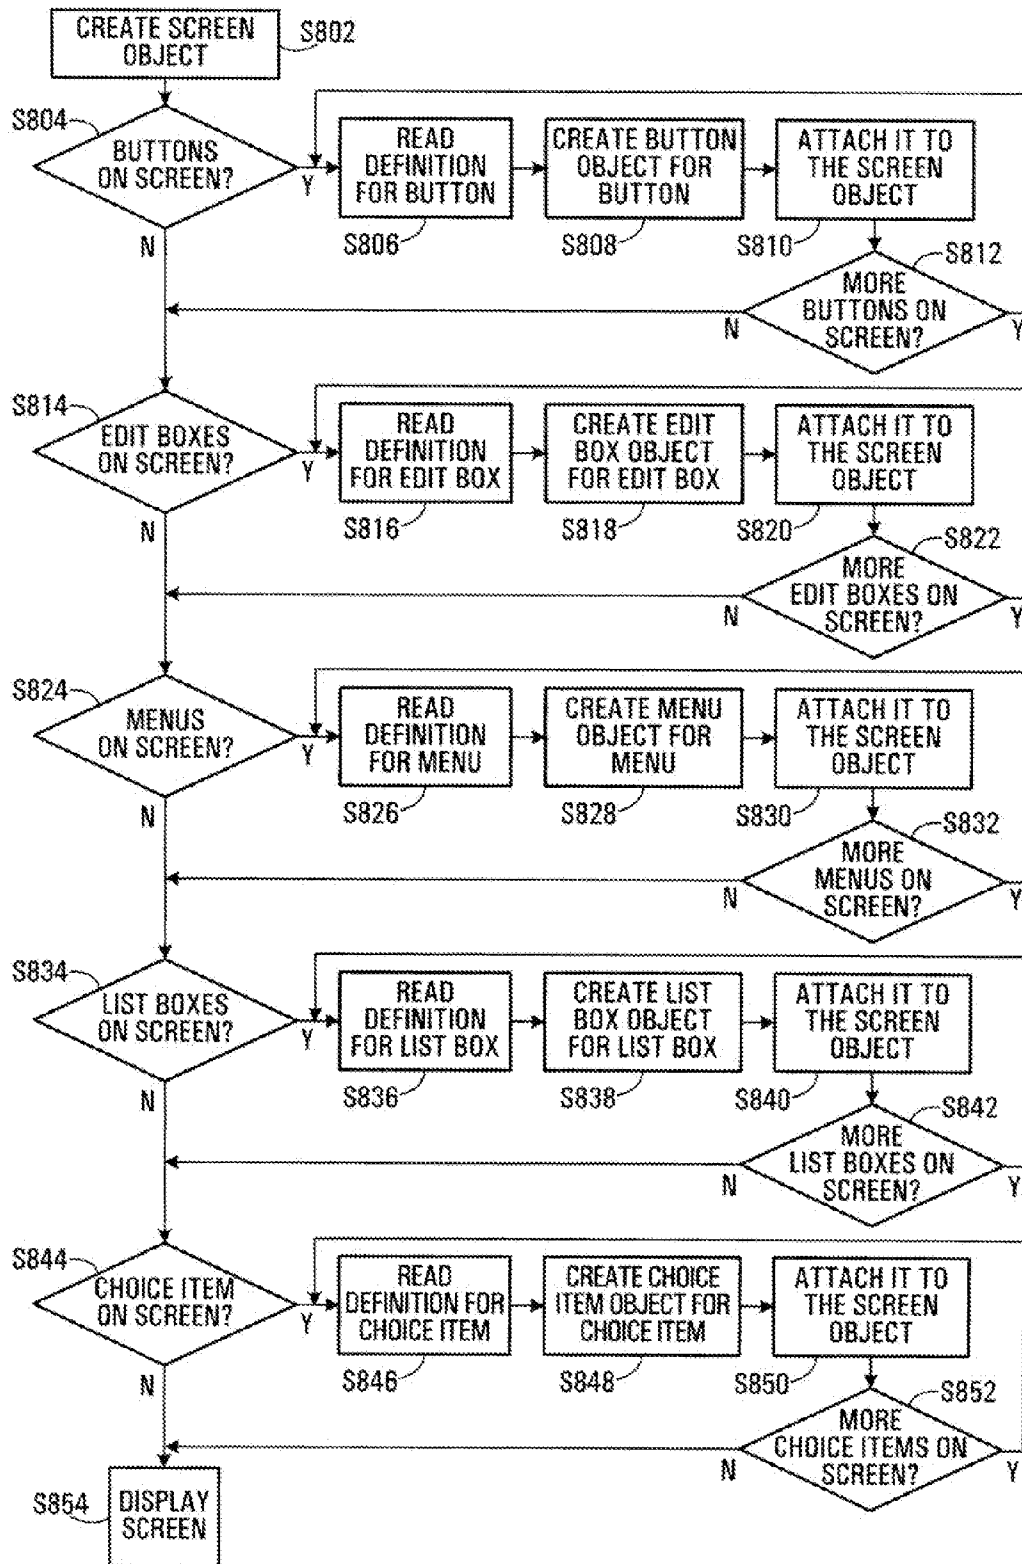 CREATE SCREEN
OBJECT
S802
S804
BUTTONS
ON SCREEN?
Y
N
READ
DEFINITION
FOR BUTTON
S806
CREATE BUTTON
OBJECT FOR
BUTTON
S808
ATTACH IT TO
THE SCREEN
OBJECT
S810
S812
MORE
BUTTONS ON
SCREEN?
N
Y
S814
EDIT BOXES
ON SCREEN?
Y
N
READ
DEFINITION
FOR EDIT BOX
S816
CREATE EDIT
BOX OBJECT
FOR EDIT BOX
S818
ATTACH IT TO
THE SCREEN
OBJECT
S820
S822
MORE
EDIT BOXES ON
SCREEN?
N
Y
S824
MENUS
ON SCREEN?
Y
N
READ
DEFINITION
FOR MENU
S826
CREATE MENU
OBJECT FOR
MENU
S828
ATTACH IT TO
THE SCREEN
OBJECT
S830
S832
MORE
MENUS ON
SCREEN?
N
Y
S834
LIST BOXES
ON SCREEN?
Y
N
READ
DEFINITION
FOR LIST BOX
S836
CREATE LIST
BOX OBJECT
FOR LIST BOX
S838
ATTACH IT TO
THE SCREEN
OBJECT
S840
S842
MORE
LIST BOXES ON
SCREEN?
N
Y
S844
CHOICE ITEM
ON SCREEN?
Y
N
READ
DEFINITION FOR
CHOICE ITEM
S846
CREATE CHOICE
ITEM OBJECT FOR
CHOICE ITEM
S848
ATTACH IT TO
THE SCREEN
OBJECT
S850
S852
MORE
CHOICE ITEMS ON
SCREEN?
N
Y
S854
DISPLAY
SCREEN